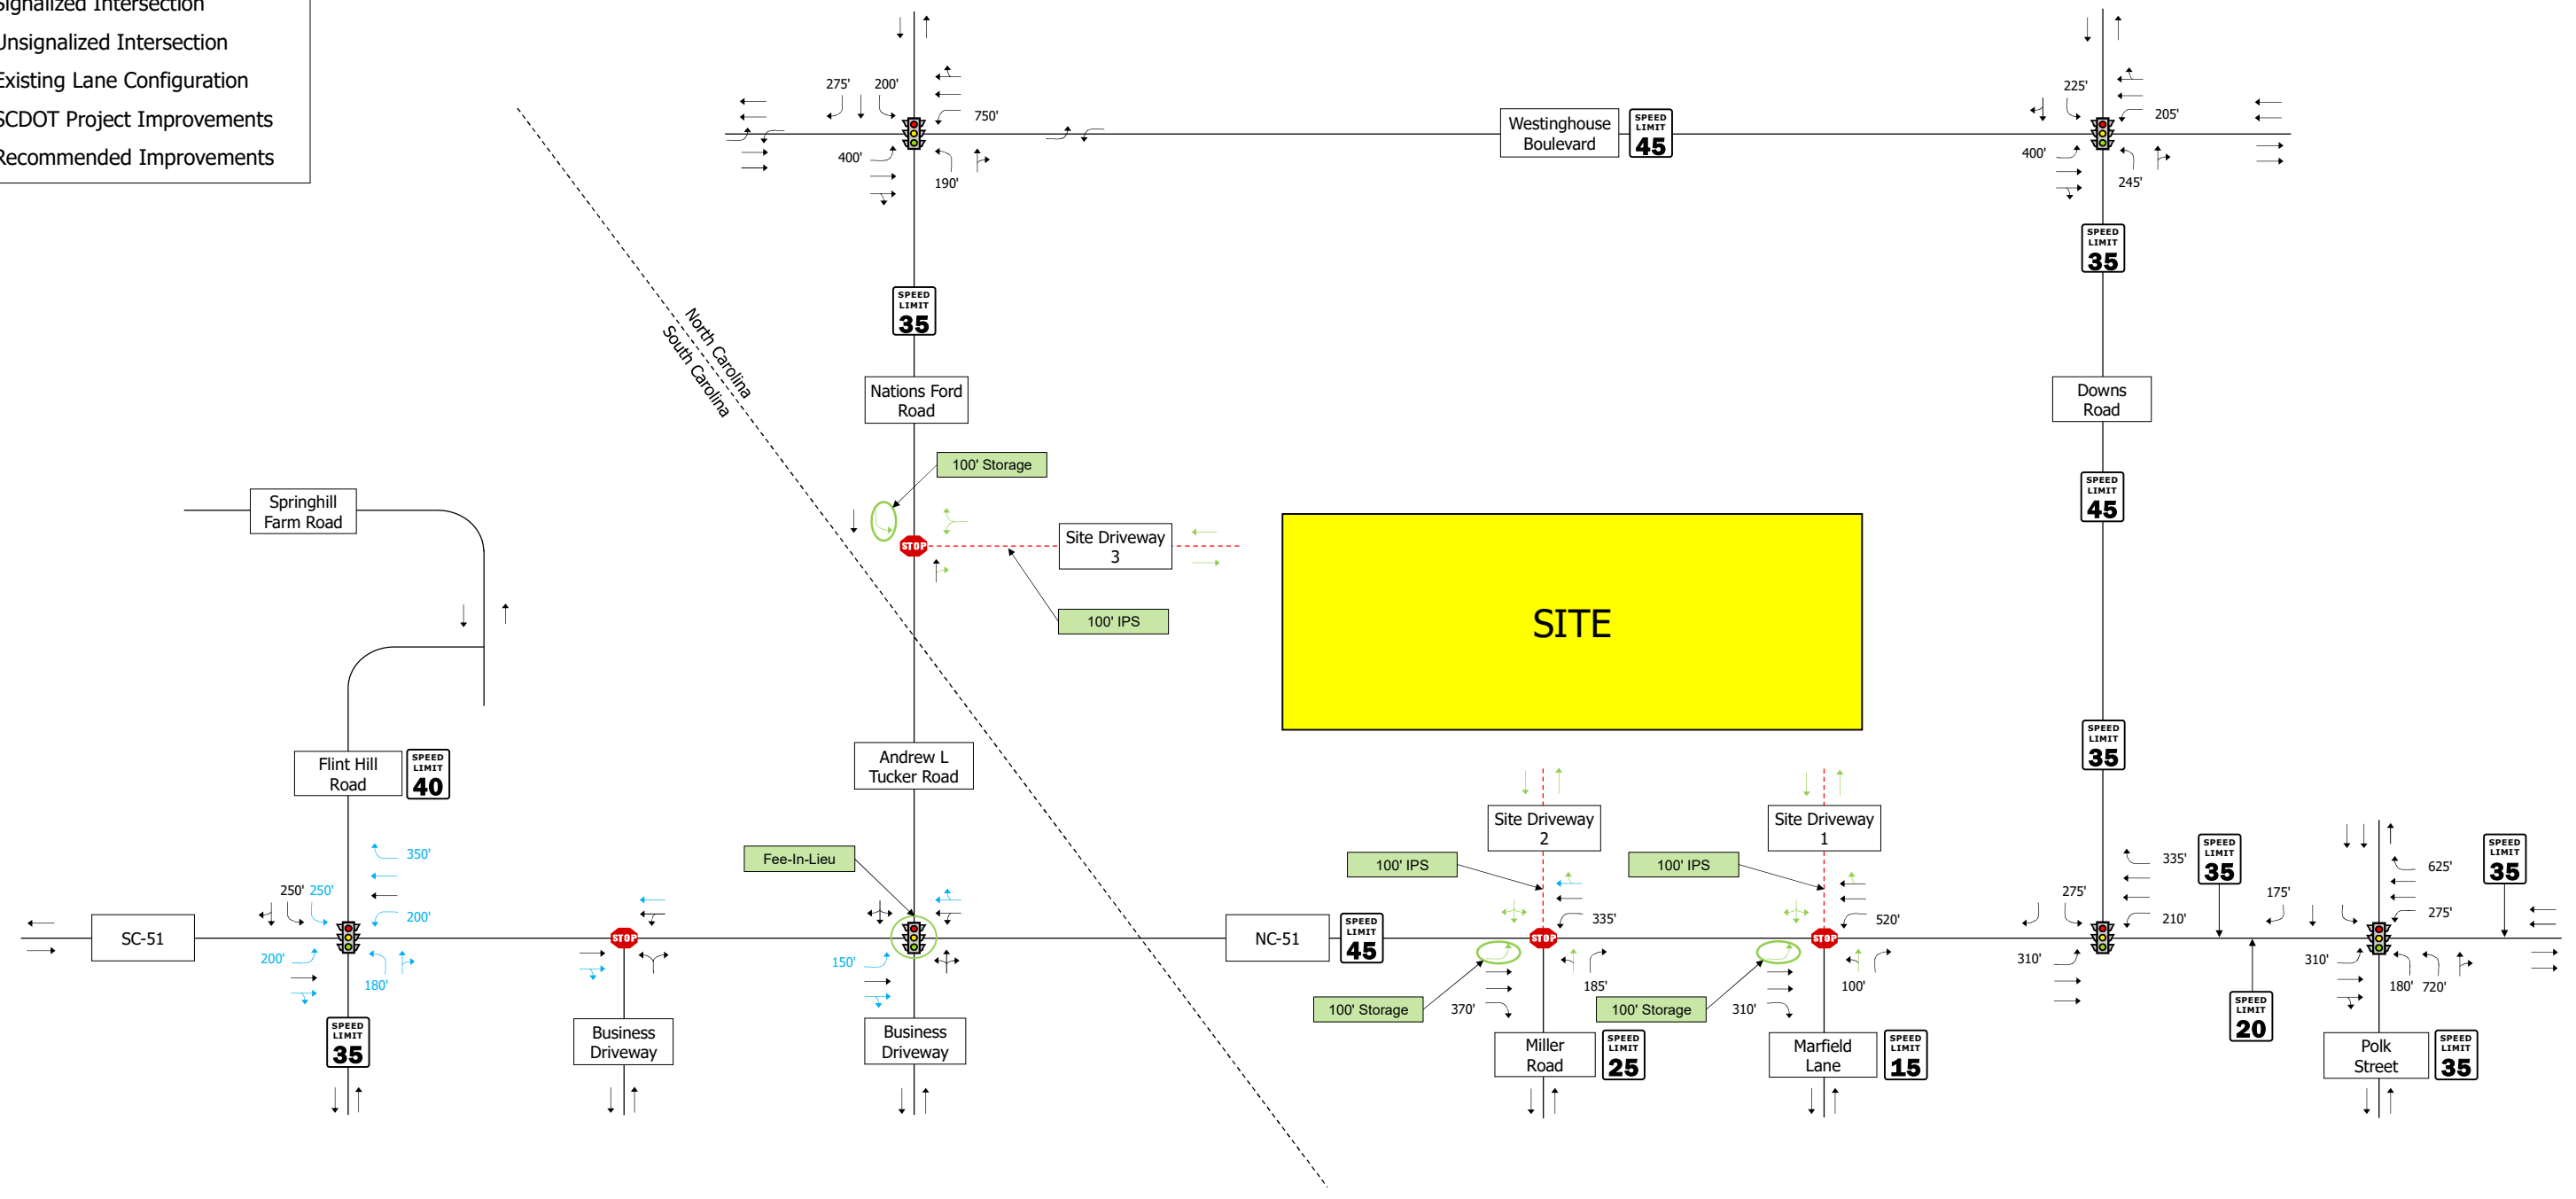 Signalized Intersection
Unsignalized Intersection
Existing Lane Configuration
SCDOT Project Improvements
Recommended Improvements
275'
200'
750'
400'
190'
Westinghouse
Boulevard
SPEED
LIMIT
45
225'
205'
400'
245'
SPEED
LIMIT
35
SPEED
LIMIT
35
North Carolina
South Carolina
Nations Ford
Road
Downs
Road
100' Storage
Springhill
Farm Road
SPEED
LIMIT
45
STOP
Site Driveway
3
100' IPS
SITE
Flint Hill
Road
SPEED
LIMIT
40
Andrew L
Tucker Road
SPEED
LIMIT
35
Site Driveway
2
Site Driveway
1
Fee-In-Lieu
100' IPS
100' IPS
350'
250'
250'
200'
200'
180'
SC-51
STOP
150'
NC-51
SPEED
LIMIT
45
STOP
335'
185'
370'
100' Storage
STOP
520'
100'
310'
100' Storage
335'
275'
210'
310'
SPEED
LIMIT
35
SPEED
LIMIT
20
175'
625'
275'
310'
180'
720'
SPEED
LIMIT
35
SPEED
LIMIT
35
Business
Driveway
Business
Driveway
Miller
Road
SPEED
LIMIT
25
Marfield
Lane
SPEED
LIMIT
15
Polk
Street
SPEED
LIMIT
35